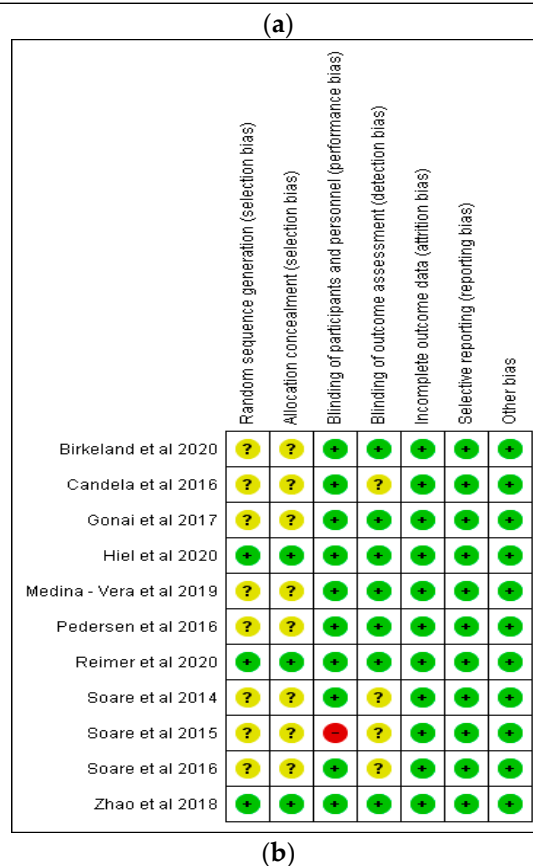 (a)
Random sequence generation (selection bias)
Allocation concealment (selection bias)
Blinding of participants and personnel (performance bias)
Blinding of outcome assessment (detection bias)
Incomplete outcome data (attrition bias)
Selective reporting (reporting bias)
Other bias
Birkeland et al 2020 ? ? + + + + +
Candela et al 2016 ? ? + ? + + +
Gonai et al 2017 ? ? + + + + +
Hiel et al 2020 + + + + + + +
Medina - Vera et al 2019 ? ? + + + + +
Pedersen et al 2016 ? ? + + + + +
Reimer et al 2020 + + + + + + +
Soare et al 2014 ? ? + ? + + +
Soare et al 2015 ? ? - ? + + +
Soare et al 2016 ? ? + ? + + +
Zhao et al 2018 + + + + + + +
(b)